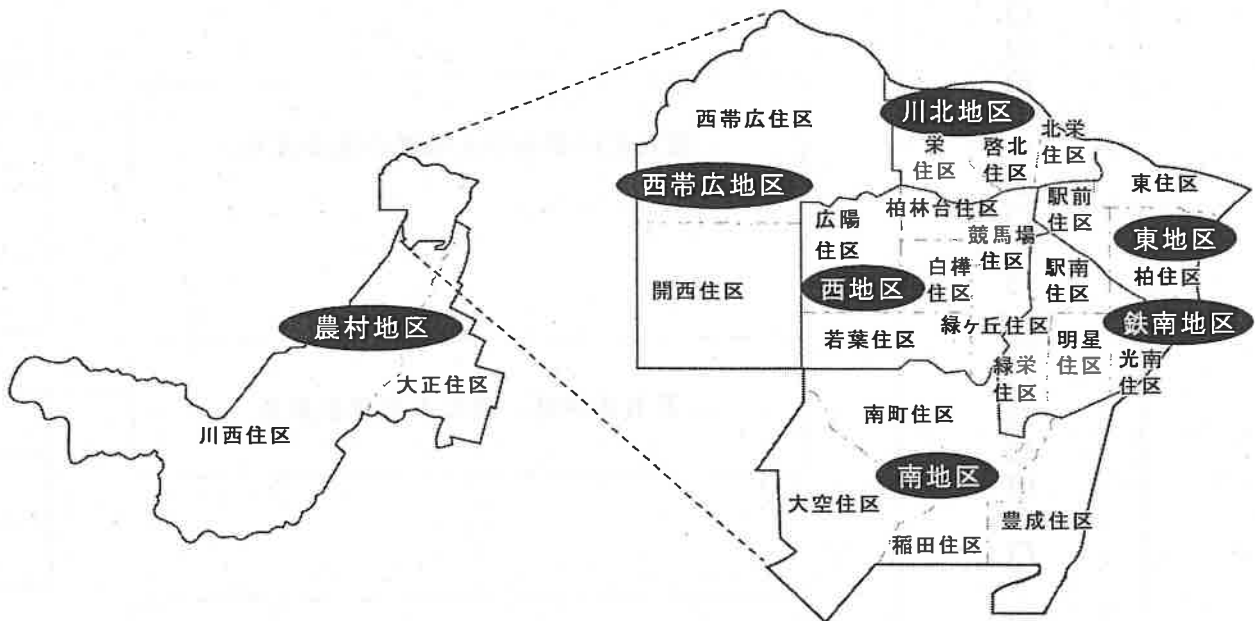 川北地区
西帯広住区
栄
住区
啓北
住区
北栄
住区
西帯広地区
東住区
駅前
住区
柏林台住区
広陽
住区
競馬場
住区
東地区
開西住区
西地区
白樺
住区
駅南
住区
柏住区
農村地区
若葉住区
緑ヶ丘住区
明星
住区
鉄南地区
緑栄
住区
光南
住区
大正住区
川西住区
南町住区
南地区
大空住区
稲田住区
豊成住区